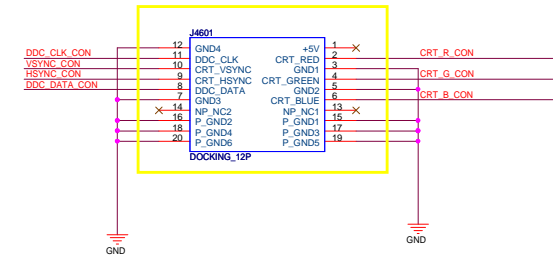 J4601
12 GND4 +5V 1
DDC_CLK_CON 11 DDC_CLK CRT_RED 2 CRT_R_CON
VSYNC_CON 10 CRT_VSYNC GND1 3
HSYNC_CON 9 CRT_HSYNC CRT_GREEN 4 CRT_G_CON
DDC_DATA_CON 8 DDC_DATA GND2 5
7 GND3 CRT_BLUE 6 CRT_B_CON
14 NP_NC2 NP_NC1 13
16 P_GND2 P_GND1 15
18 P_GND4 P_GND3 17
20 P_GND6 P_GND5 19
DOCKING_12P
GND GND